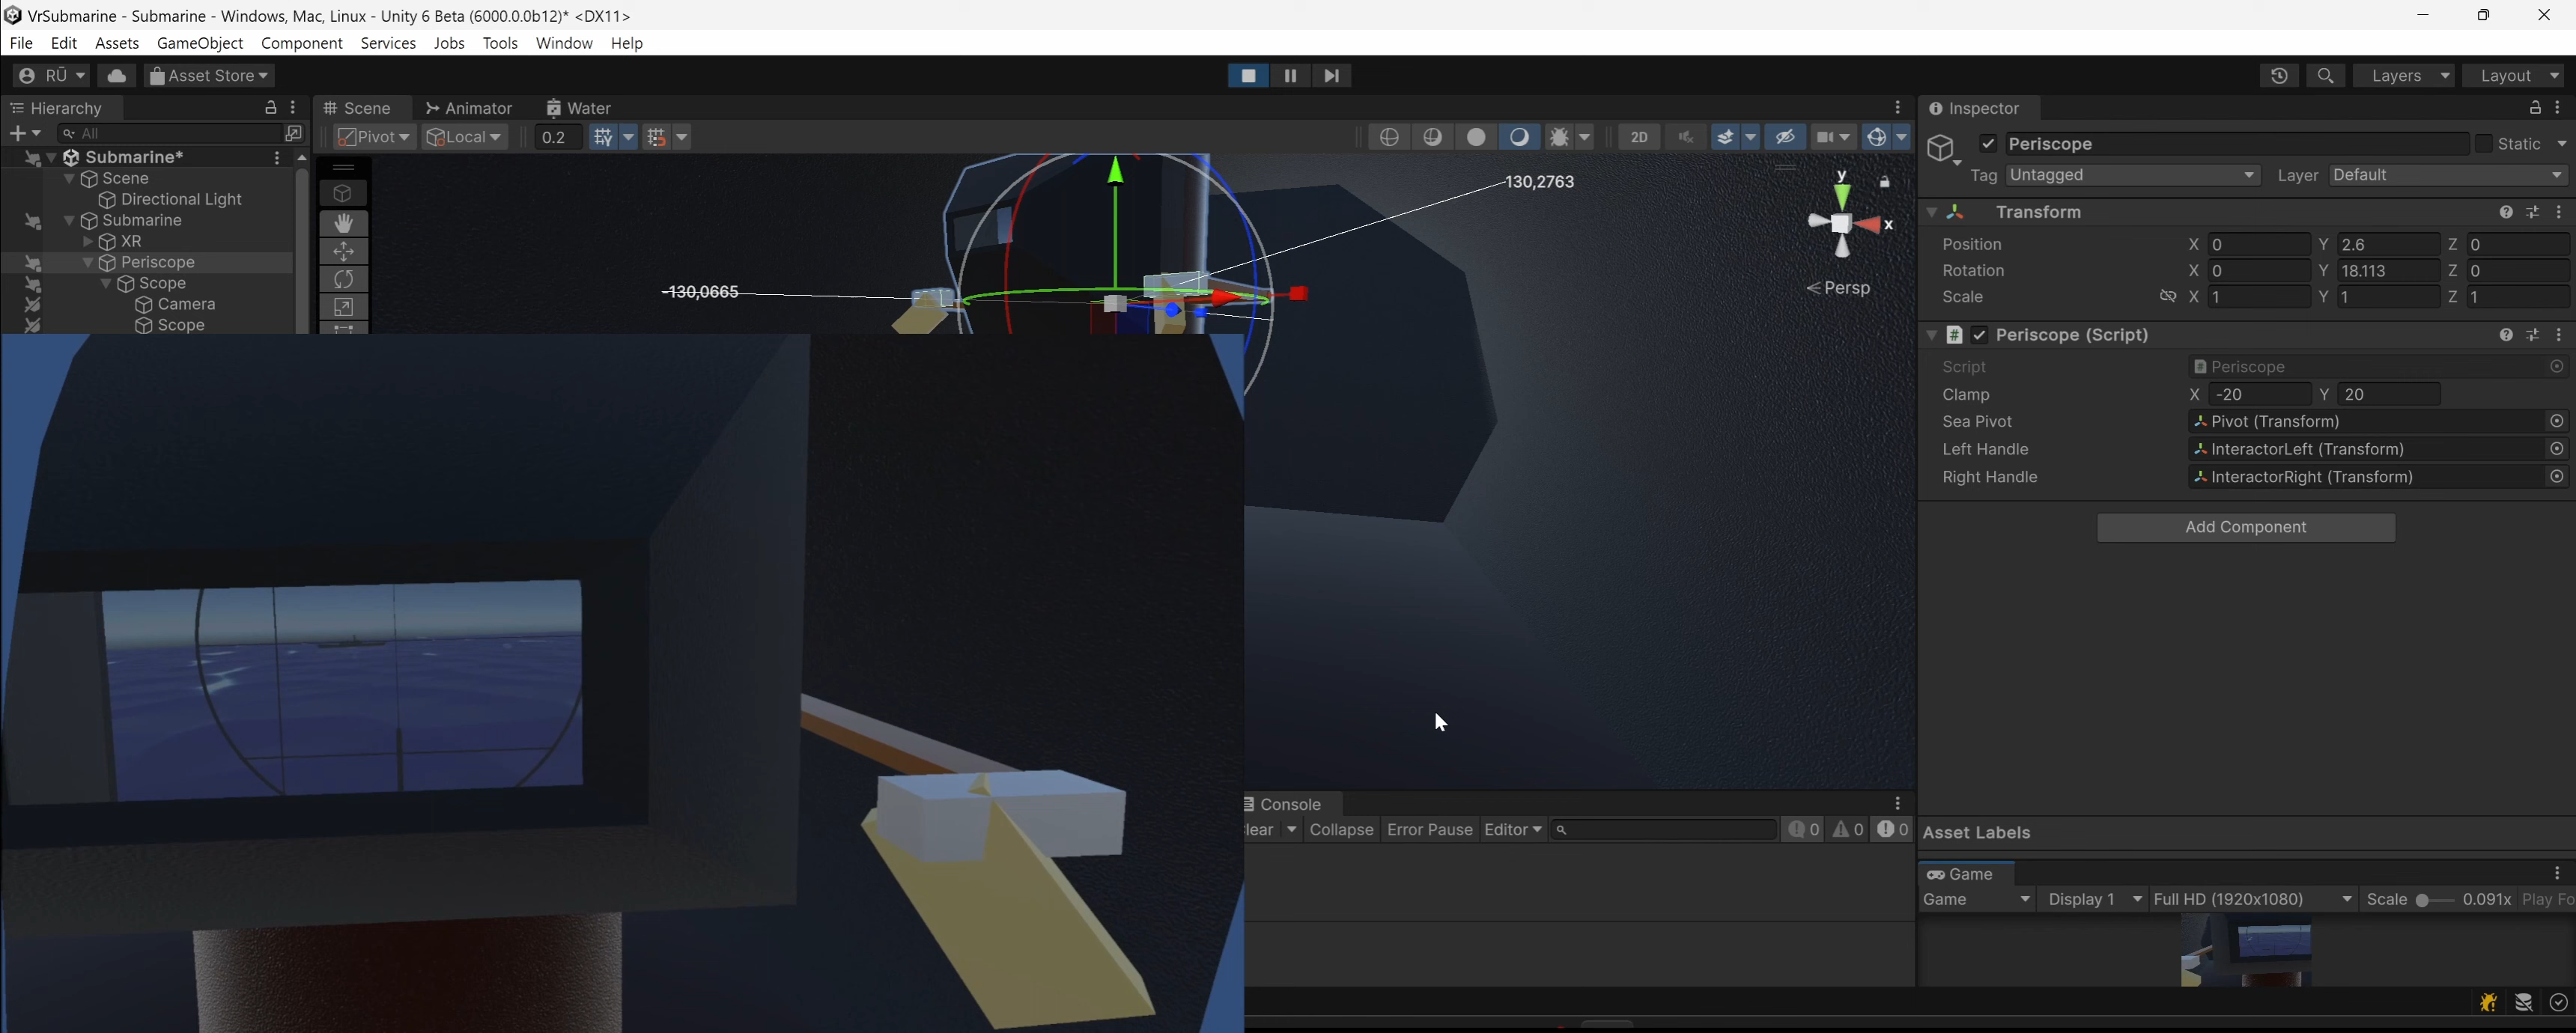 VrSubmarine - Submarine - Windows, Mac, Linux - Unity 6 Beta (6000.0.0b12)* <DX11>
File Edit Assets GameObject Component Services Jobs Tools Window Help
RŪ Asset Store Layers Layout
Hierarchy
All
Submarine*
Scene
Directional Light
Submarine
XR
Periscope
Scope
Camera
Scope
Scene Animator Water
Pivot Local 0.2 2D
-130,0665
130,2763
y
x
Persp
Console
lear Collapse Error Pause Editor 0 0 0
Inspector
Periscope Static
Tag Untagged Layer Default
Transform
Position X 0 Y 2.6 Z 0
Rotation X 0 Y 18.113 Z 0
Scale X 1 Y 1 Z 1
Periscope (Script)
Script Periscope
Clamp X -20 Y 20
Sea Pivot Pivot (Transform)
Left Handle InteractorLeft (Transform)
Right Handle InteractorRight (Transform)
Add Component
Asset Labels
Game
Game Display 1 Full HD (1920x1080) Scale 0.091x Play Fo